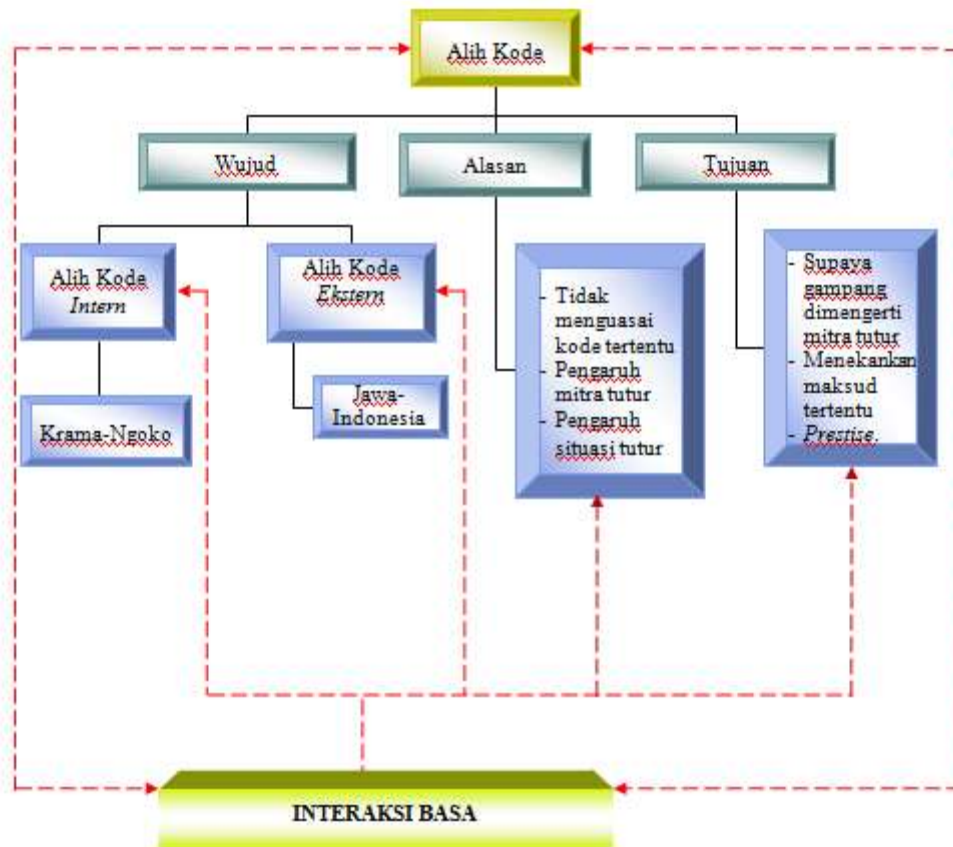 Alih Kode
Wujud
Alasan
Tujuan
Alih Kode
Intern
Alih Kode
Ekstern
Krama-Ngoko
Jawa-
Indonesia
- Tidak
menguasai
kode tertentu
- Pengaruh
mitra tutur
- Pengaruh
situasi tutur
- Supaya
gampang
dimengerti
mitra tutur
- Menekankan
maksud
tertentu
- Prestise.
INTERAKSI BASA